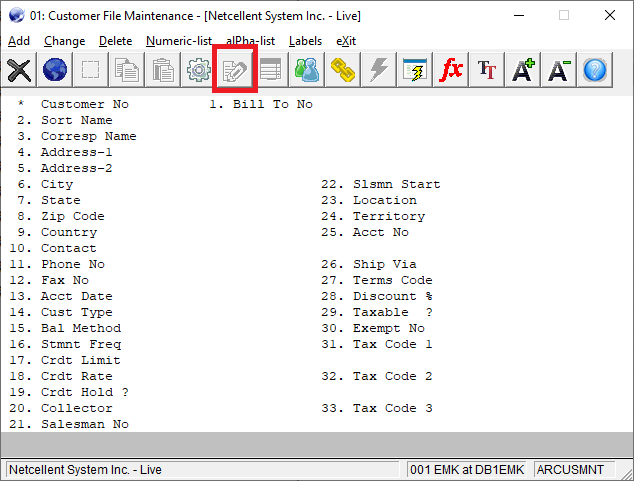 01: Customer File Maintenance - [Netcellent System Inc. - Live]
Add Change Delete Numeric-list alPha-list Labels eXit
fx TT A+ A- ?
* Customer No 1. Bill To No
2. Sort Name
3. Corresp Name
4. Address-1
5. Address-2
6. City 22. Slsmn Start
7. State 23. Location
8. Zip Code 24. Territory
9. Country 25. Acct No
10. Contact
11. Phone No 26. Ship Via
12. Fax No 27. Terms Code
13. Acct Date 28. Discount %
14. Cust Type 29. Taxable ?
15. Bal Method 30. Exempt No
16. Stmnt Freq 31. Tax Code 1
17. Crdt Limit
18. Crdt Rate 32. Tax Code 2
19. Crdt Hold ?
20. Collector 33. Tax Code 3
21. Salesman No
Netcellent System Inc. - Live 001 EMK at DB1EMK ARCUSMNT